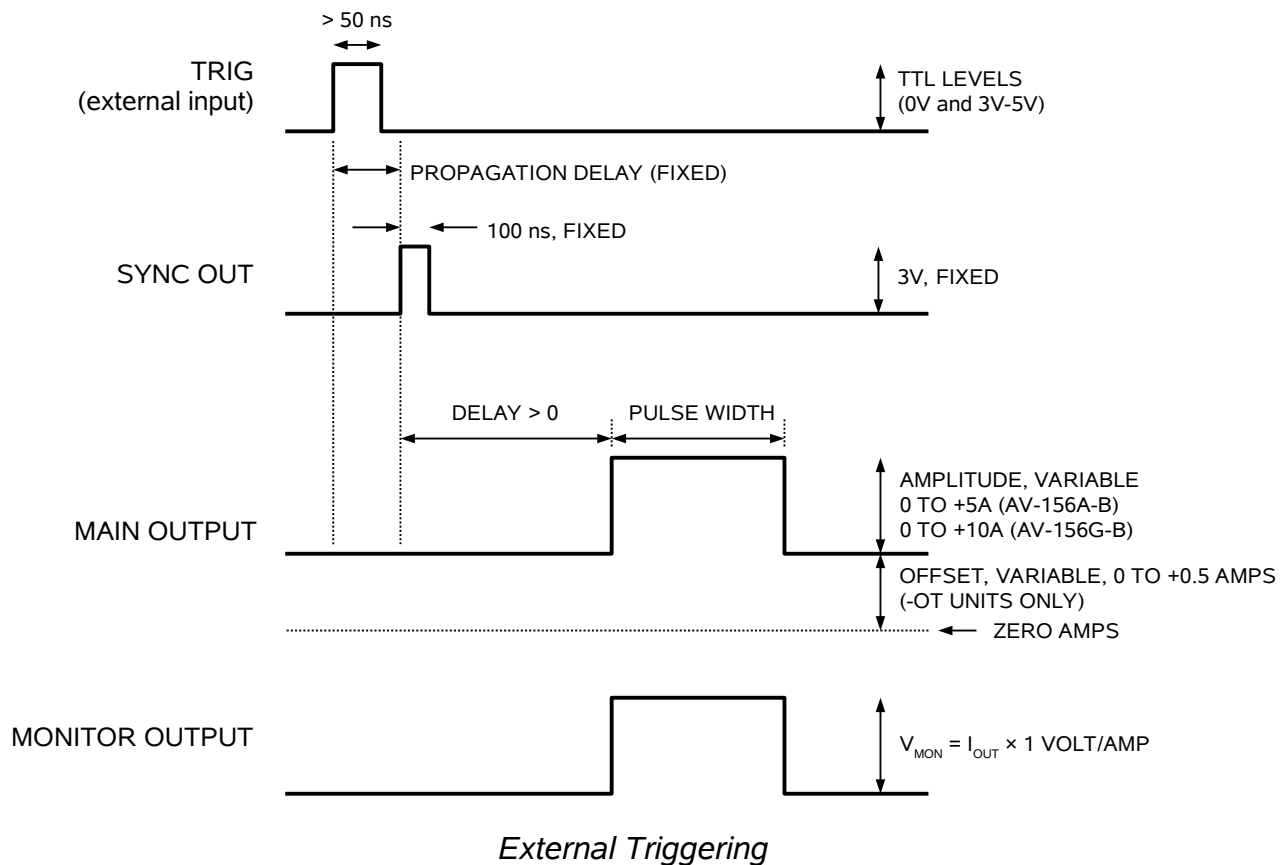 > 50 ns
TRIG
(external input)
TTL LEVELS
(0V and 3V-5V)
PROPAGATION DELAY (FIXED)
100 ns, FIXED
SYNC OUT
3V, FIXED
DELAY > 0
PULSE WIDTH
MAIN OUTPUT
AMPLITUDE, VARIABLE
0 TO +5A (AV-156A-B)
0 TO +10A (AV-156G-B)
OFFSET, VARIABLE, 0 TO +0.5 AMPS
(-OT UNITS ONLY)
ZERO AMPS
MONITOR OUTPUT
VMON = IOUT × 1 VOLT/AMP
External Triggering